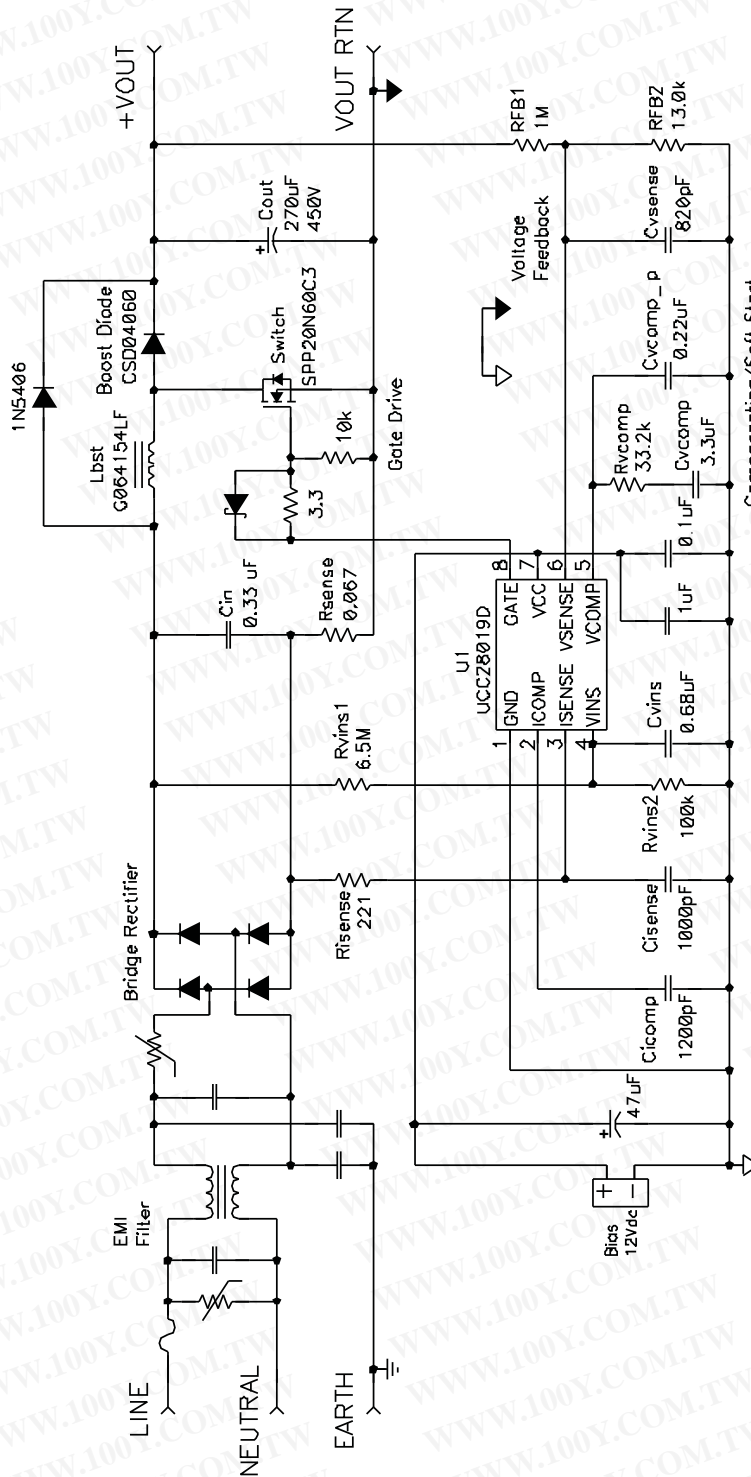 LINE
NEUTRAL
EARTH
EMI
Filter
Bridge Rectifier
Rvins1
6.5M
Risense
221
Cin
0.33 uF
Rsense
0.067
Lbst
G064154LF
1N5406
Boost Diode
CSD04060
Switch
SPP20N60C3
3.3
10k
Gate Drive
Cout
270uF
450V
+VOUT
VOUT RTN
Bias
12Vdc
+
−
47uF
Cicomp
1200pF
Cisense
1000pF
Rvins2
100k
Cvins
0.68uF
U1
UCC28019D
1
GND
2
ICOMP
3
ISENSE
4
VINS
GATE
8
VCC
7
VSENSE
6
VCOMP
5
1uF
0.1uF
Rvcomp
33.2k
Cvcomp
3.3uF
Cvcomp_p
0.22uF
Voltage
Feedback
Cvsense
820pF
RFB1
1M
RFB2
13.0k
WWW.100Y.COM.TW